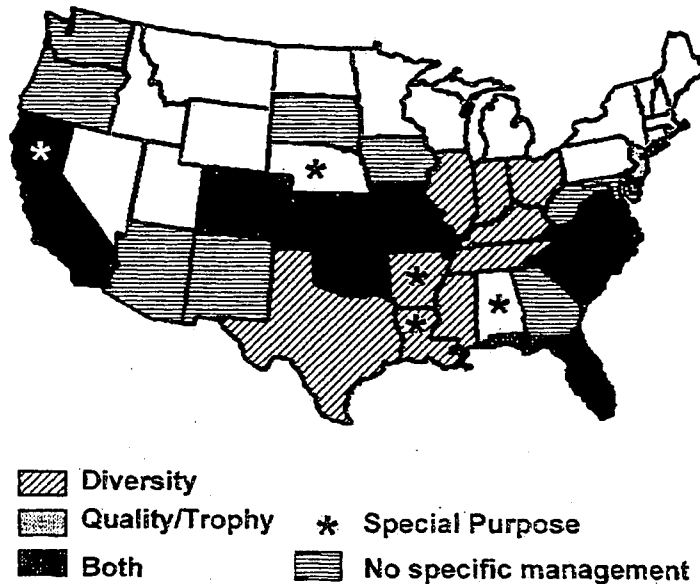 Diversity
Quality/Trophy
* Special Purpose
Both
No specific management